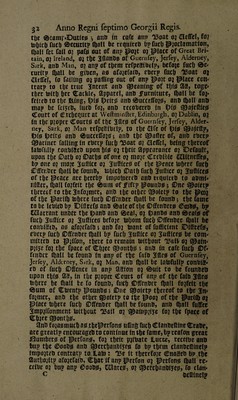 32 Anno Regni septimo Georgii Regis.
the Stamp-Duties; and in case any Boat or Vessel, for
which such Security shall be required by such Proclamation,
shall set sail or pass out of any Port or Place of Great Bri-
tain, or Ireland, or the Islands of Guernsey, Jersey, Alderney,
Sark, and Man, or any of them respectively, before such Se-
curity shall be given, as aforesaid, every such Boat or
Vessel, so sailing or passing out of any Port or Place con-
trary to the true Intent and Meaning of this Act, toge-
ther with her Tackle, Apparel, and Furniture, shall be for-
feited to the King, His Heirs and Successors, and shall and
may be seized, sued for, and recovered in His Majesties
Court of Exchequer at Westminster, Edinburgh, or Dublin, or
in the proper Courts of the Isles of Guernsey, Jersey, Alder-
ney, Sark, or Man respectively, to the Use of His Majesty,
His Heirs and Successors; and the Master of, and every
Mariner sailing in every such Boat or Vessel, being thereof
lawfully convicted upon his or their Appearance or Default,
upon the Oath or Oaths of one or more Credible Witnesses,
by one or more Justice or Justices of the Peace where such
Offender shall be found, which Oath such Justice or Justices
of the Peace are hereby impowered and required to admi-
nister, shall forfeit the Sum of Fifty Pounds; One Moiety
thereof to the Informer, and the other Moiety to the Poor
of the Parish where such Offender shall be found; the same
to be levied by Distress and Sale of the Offenders Goods, by
Warrant under the Hand and Seal, or Hands and Seals of
such Justice or Justices before whom such Offender shall be
convicted, as aforesaid; and for want of sufficient Distress,
every such Offender shall by such Justice or Justices be com-
mitted to Prison, there to remain without Bail or Main-
prize for the space of Three Months: and in case such Of-
fender shall be found in any of the said Isles of Guernsey,
Jersey, Alderney, Sark, or Man, and shall be lawfully convict-
ed of such Offence in any Action or Suit to be founded
upon this Act, in the proper Court of any of the said Isles
where he shall be so found, such Offender shall forfeit the
Sum of Twenty Pounds: One Moiety thereof to the In-
former, and the other Moiety to the Poor of the Parish or
Place where such Offender shall be found, and shall suffer
Imprisonment without Bail or Mainprize for the space of
Three Months.
And forasmuch as the Persons using such Clandestine Trade,
are greatly encouraged to continue in the same, by reason great
Numbers of Persons, for their private Lucre, receive and
buy the Goods and Merchandizes so by them clandestinely
imported contrary to Law: Be it therefore Enacted by the
Authority aforesaid, That if any Person or Persons shall re-
ceive or buy any Goods, Wares, or Merchandizes, so clan-
C destinely